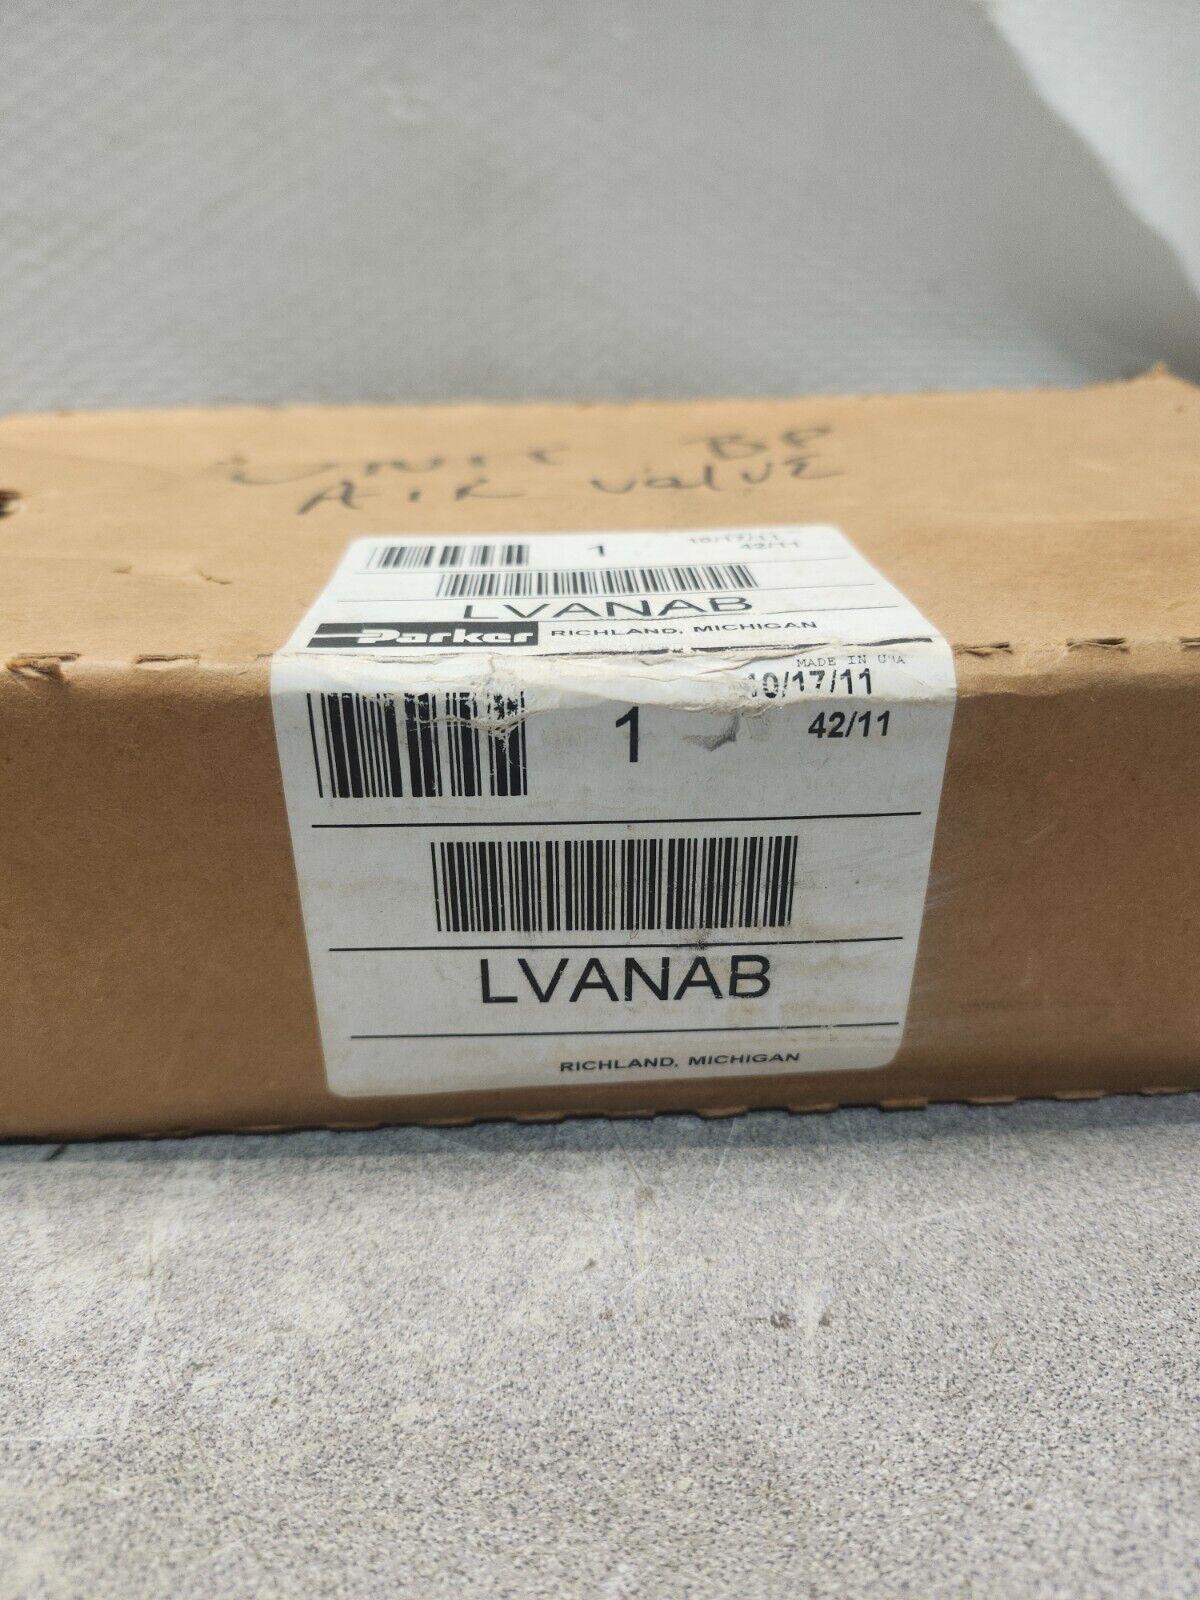 UNIT BP
AIR VALVE
1 10/17/11
42/11
LVANAB
Parker RICHLAND, MICHIGAN
MADE IN USA
10/17/11
1 42/11
LVANAB
RICHLAND, MICHIGAN